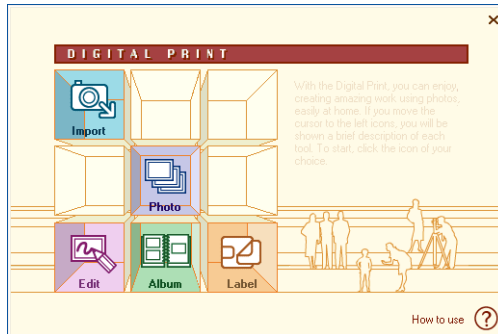 DIGITAL PRINT
With the Digital Print, you can enjoy,
creating amazing work using photos,
easily at home. If you move the
cursor to the left icons, you will be
shown a brief description of each
tool. To start, click the icon of your
choice.
Import
Photo
Edit
Album
Label
How to use ?